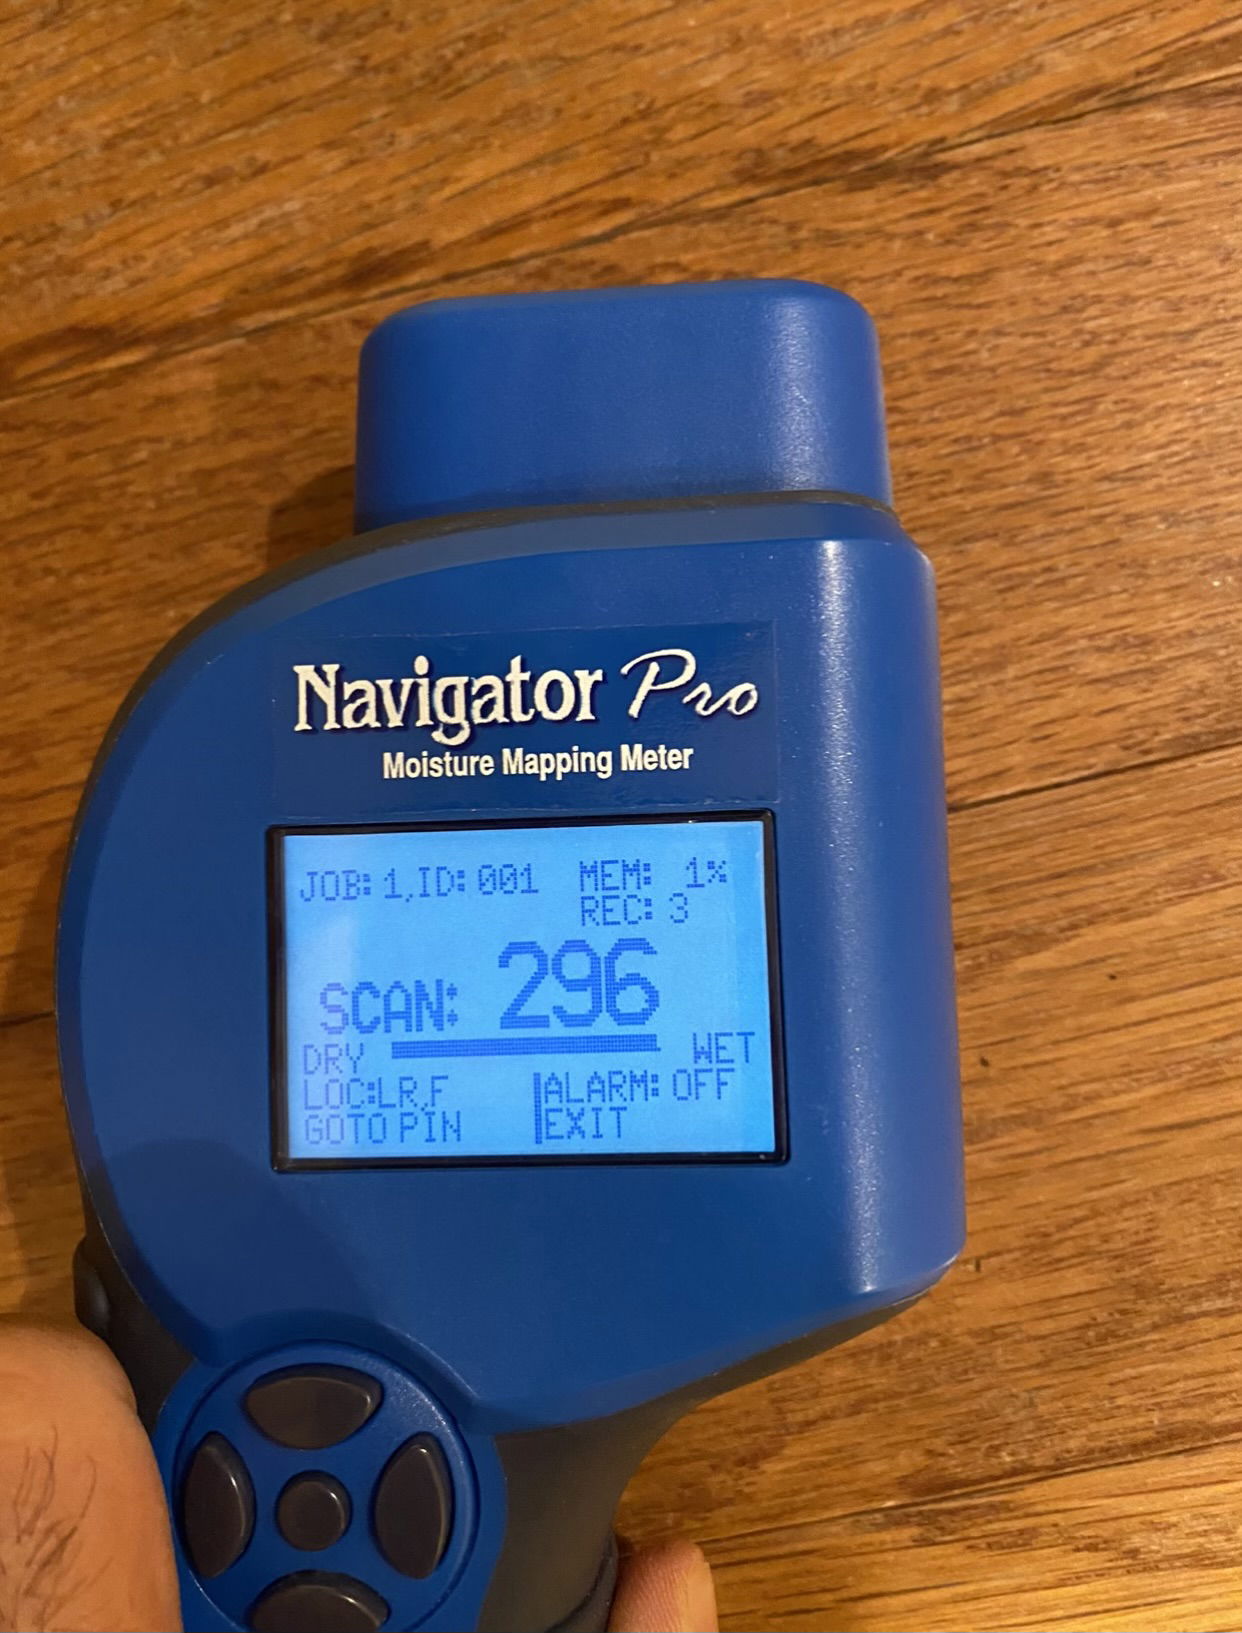 Navigator Pro
Moisture Mapping Meter
JOB: 1,ID: 001 MEM: 1%
REC: 3
SCAN: 296
DRY WET
LOC:LR,F ALARM: OFF
GOTO PIN EXIT